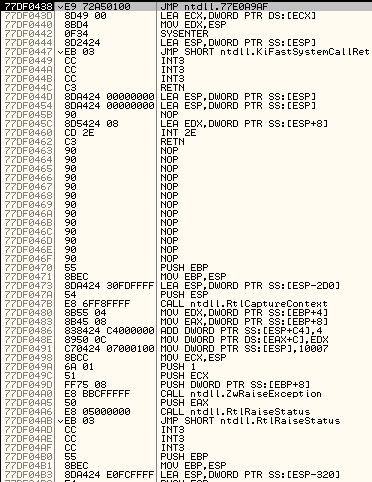 77DF0438 E9 72A50100 JMP ntdll.77E0A9AF
77DF043D 8D49 00 LEA ECX,DWORD PTR DS:[ECX]
77DF0440 8BD4 MOV EDX,ESP
77DF0442 0F34 SYSENTER
77DF0444 8D2424 LEA ESP,DWORD PTR SS:[ESP]
77DF0447 EB 03 JMP SHORT ntdll.KiFastSystemCallRet
77DF0449 CC INT3
77DF044A CC INT3
77DF044B CC INT3
77DF044C C3 RETN
77DF044D 8DA424 00000000 LEA ESP,DWORD PTR SS:[ESP]
77DF0454 8DA424 00000000 LEA ESP,DWORD PTR SS:[ESP]
77DF045B 90 NOP
77DF045C 8D5424 08 LEA EDX,DWORD PTR SS:[ESP+8]
77DF0460 CD 2E INT 2E
77DF0462 C3 RETN
77DF0463 90 NOP
77DF0464 90 NOP
77DF0465 90 NOP
77DF0466 90 NOP
77DF0467 90 NOP
77DF0468 90 NOP
77DF0469 90 NOP
77DF046A 90 NOP
77DF046B 90 NOP
77DF046C 90 NOP
77DF046D 90 NOP
77DF046E 90 NOP
77DF046F 90 NOP
77DF0470 55 PUSH EBP
77DF0471 8BEC MOV EBP,ESP
77DF0473 8DA424 30FDFFFF LEA ESP,DWORD PTR SS:[ESP-2D0]
77DF047A 54 PUSH ESP
77DF047B E8 6FF8FFFF CALL ntdll.RtlCaptureContext
77DF0480 8B55 04 MOV EDX,DWORD PTR SS:[EBP+4]
77DF0483 8B45 08 MOV EAX,DWORD PTR SS:[EBP+8]
77DF0486 838424 C4000000 ADD DWORD PTR SS:[ESP+C4],4
77DF048E 8950 0C MOV DWORD PTR DS:[EAX+C],EDX
77DF0491 C70424 07000100 MOV DWORD PTR SS:[ESP],10007
77DF0498 8BCC MOV ECX,ESP
77DF049A 6A 01 PUSH 1
77DF049C 51 PUSH ECX
77DF049D FF75 08 PUSH DWORD PTR SS:[EBP+8]
77DF04A0 E8 BBCFFFFF CALL ntdll.ZwRaiseException
77DF04A5 50 PUSH EAX
77DF04A6 E8 05000000 CALL ntdll.RtlRaiseStatus
77DF04AB EB 03 JMP SHORT ntdll.RtlRaiseStatus
77DF04AD CC INT3
77DF04AE CC INT3
77DF04AF CC INT3
77DF04B0 55 PUSH EBP
77DF04B1 8BEC MOV EBP,ESP
77DF04B3 8DA424 E0FCFFFF LEA ESP,DWORD PTR SS:[ESP-320]